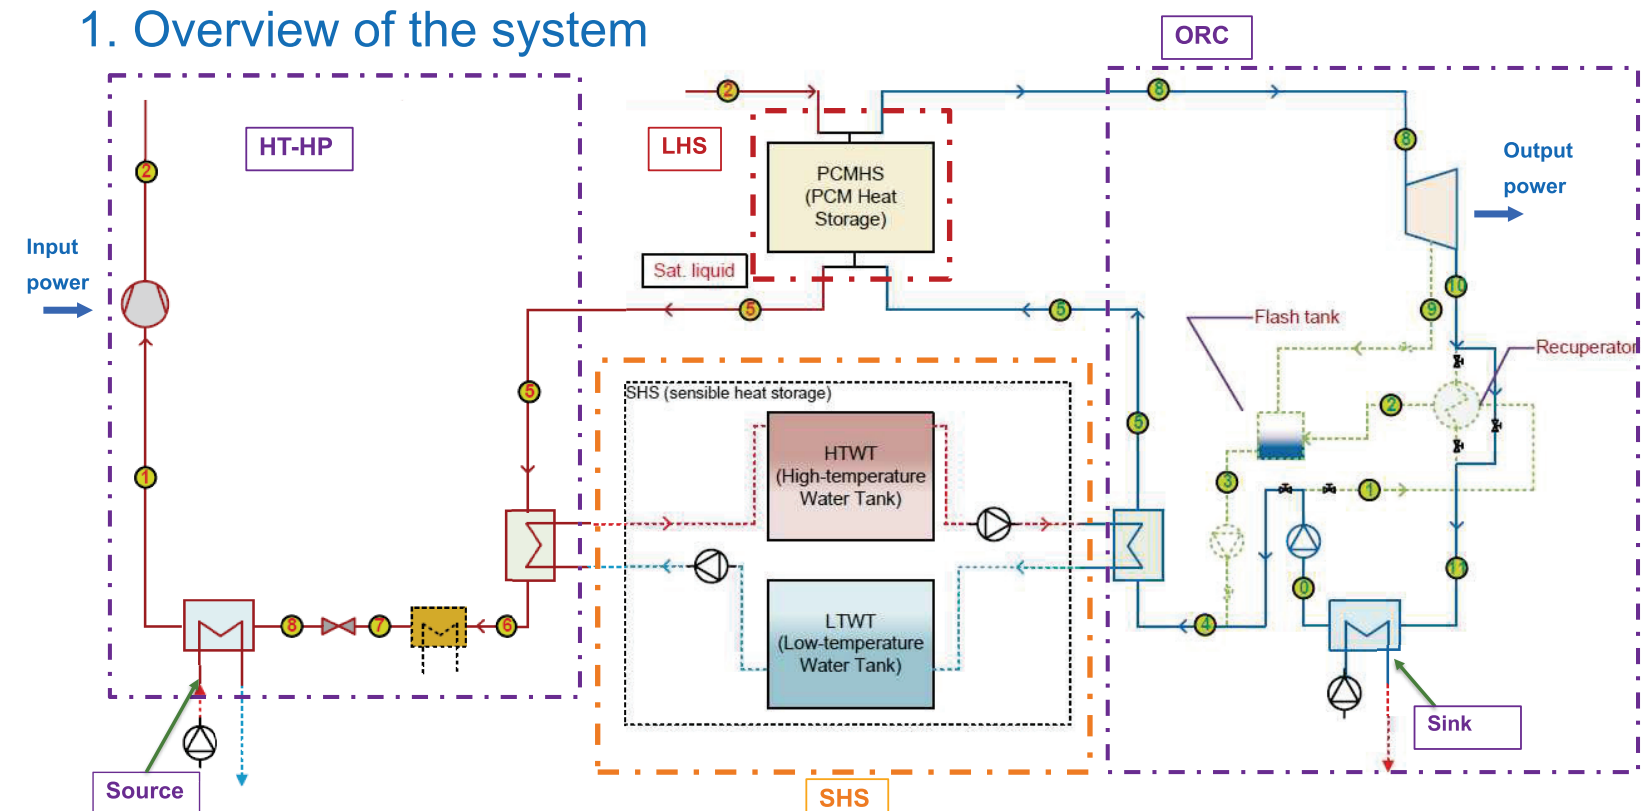 1. Overview of the system
ORC
HT-HP
2
8
LHS
8
2
PCMHS
(PCM Heat
Storage)
Output
power
Input
power
Sat. liquid
10
5
5
9
Flash tank
Recuperator
5
SHS (sensible heat storage)
2
5
HTWT
(High-temperature
Water Tank)
1
3
1
0
11
8
7
6
LTWT
(Low-temperature
Water Tank)
4
Source
Sink
SHS